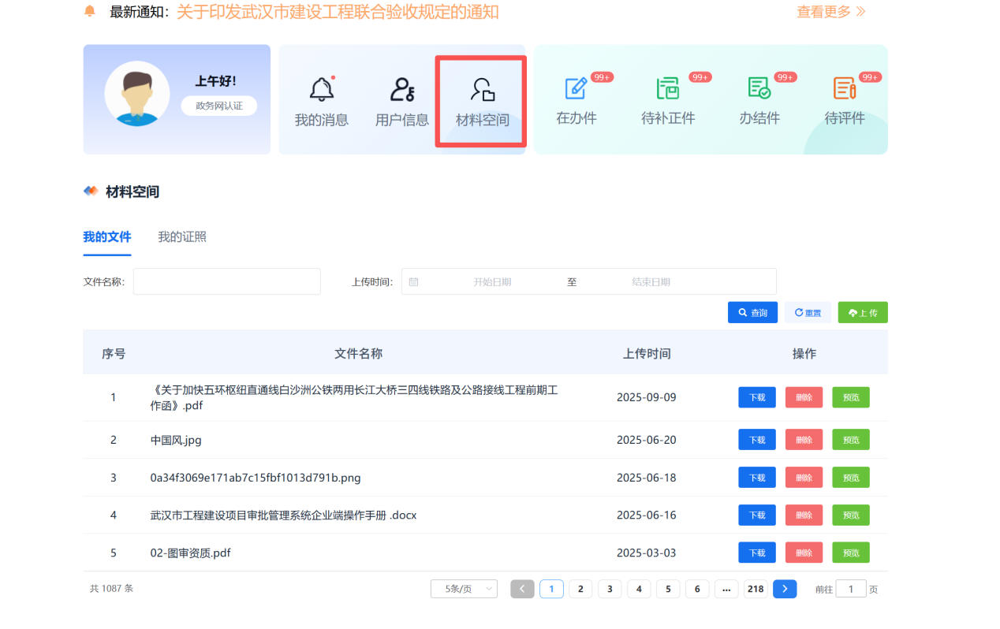 最新通知：关于印发武汉市建设工程联合验收规定的通知 查看更多
上午好！
政务网认证
我的消息 用户信息 材料空间
99+ 99+ 99+ 99+
在办件 待补正件 办结件 待评件
材料空间
我的文件 我的证照
文件名称： 上传时间： 开始日期 至 结束日期
查询 重置 上 传
序号 文件名称 上传时间 操作
1 《关于加快五环枢纽直通线白沙洲公铁两用长江大桥三四线铁路及公路接线工程前期工 2025-09-09 下载 删除 预览
作函》.pdf
2 中国风.jpg 2025-06-20 下载 删除 预览
3 0a34f3069e171ab7c15fbf1013d791b.png 2025-06-18 下载 删除 预览
4 武汉市工程建设项目审批管理系统企业端操作手册 .docx 2025-06-16 下载 删除 预览
5 02-图审资质.pdf 2025-03-03 下载 删除 预览
共 1087 条 5条/页 1 2 3 4 5 6 ... 218 前往 1 页